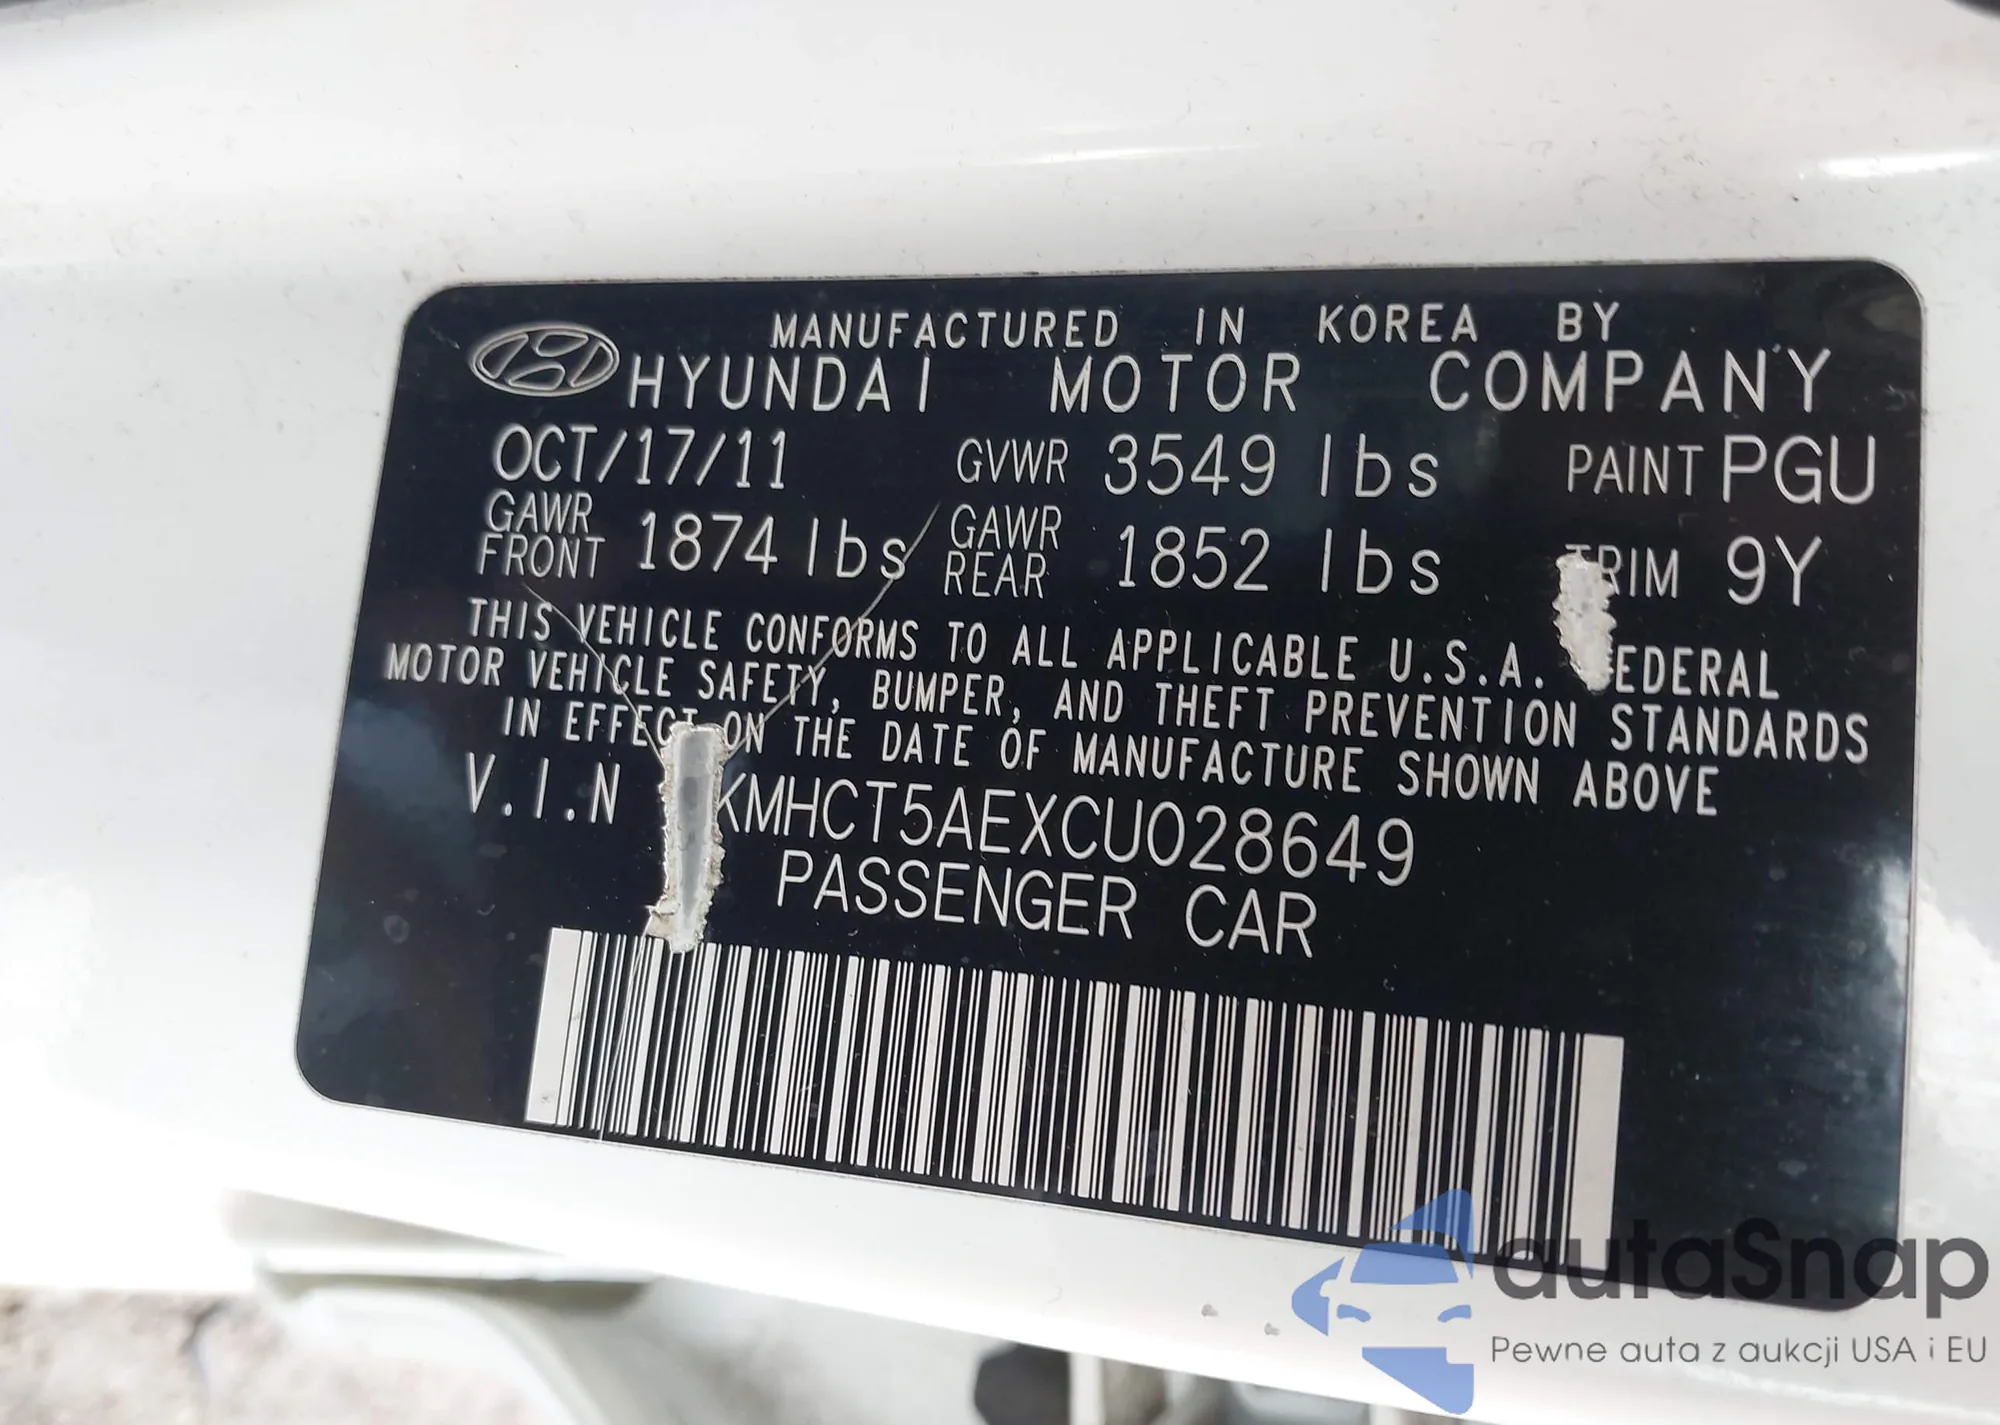 MANUFACTURED IN KOREA BY
HYUNDAI MOTOR COMPANY
OCT/17/11 GVWR 3549 lbs PAINT PGU
GAWR FRONT 1874 lbs GAWR REAR 1852 lbs TRIM 9Y
THIS VEHICLE CONFORMS TO ALL APPLICABLE U.S.A. FEDERAL
MOTOR VEHICLE SAFETY, BUMPER, AND THEFT PREVENTION STANDARDS
IN EFFECT ON THE DATE OF MANUFACTURE SHOWN ABOVE
V.I.N KMHCT5AEXCU028649
PASSENGER CAR
autaSnap
Pewne auta z aukcji USA i EU